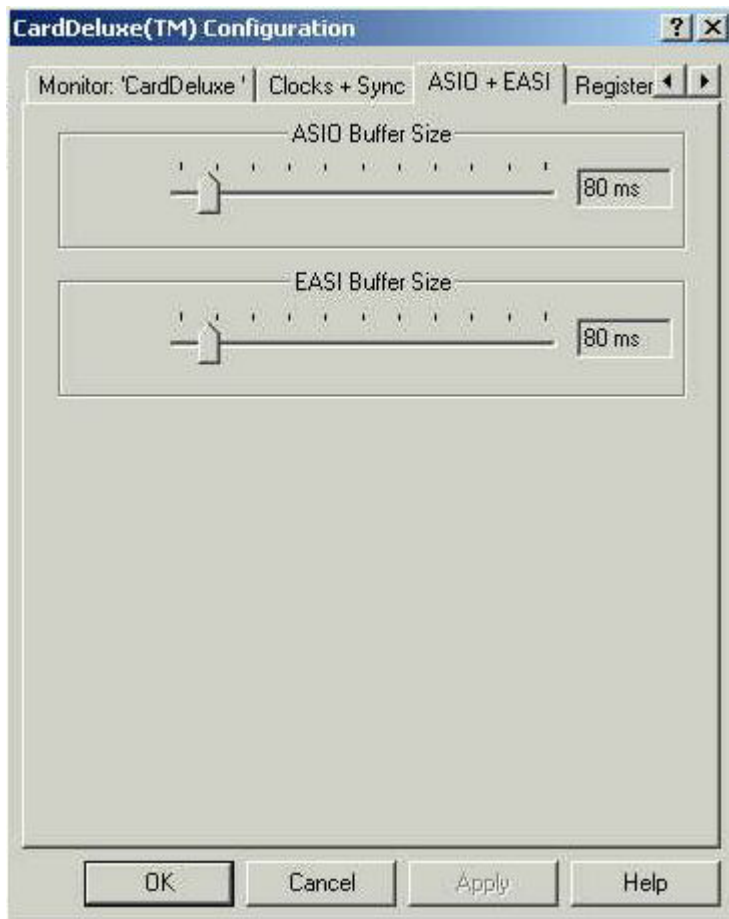 CardDeluxe(TM) Configuration
Monitor: 'CardDeluxe ' Clocks + Sync ASIO + EASI Register
ASIO Buffer Size
80 ms
EASI Buffer Size
80 ms
OK Cancel Apply Help